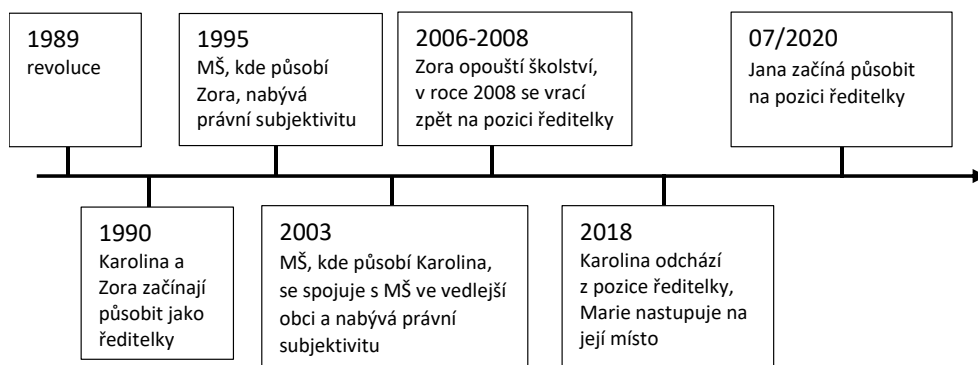 1989
revoluce
1995
MŠ, kde působí
Zora, nabývá
právní subjektivitu
2006-2008
Zora opouští školství,
v roce 2008 se vrací
zpět na pozici ředitelky
07/2020
Jana začíná působit
na pozici ředitelky
1990
Karolina a
Zora začínají
působit jako
ředitelky
2003
MŠ, kde působí Karolina,
se spojuje s MŠ ve vedlejší
obci a nabývá právní
subjektivitu
2018
Karolina odchází
z pozice ředitelky,
Marie nastupuje na
její místo